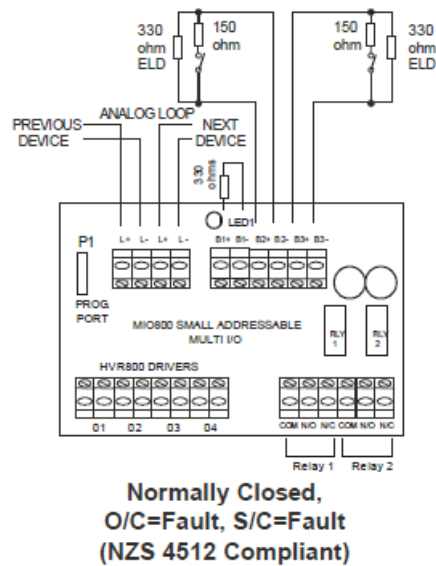 330
ohm
ELD
150
ohm
150
ohm
330
ohm
ELD
ANALOG LOOP
PREVIOUS
DEVICE
NEXT
DEVICE
330
ohms
LED1
L+ L- L+ L-
B1+ B1- B2+ B2- B3+ B3-
P1
PROG
PORT
MIO800 SMALL ADDRESSABLE
MULTI I/O
RLY
1
RLY
2
HVR800 DRIVERS
01 02 03 04
COM N/O N/C COM N/O N/C
Relay 1 Relay 2
Normally Closed,
O/C=Fault, S/C=Fault
(NZS 4512 Compliant)